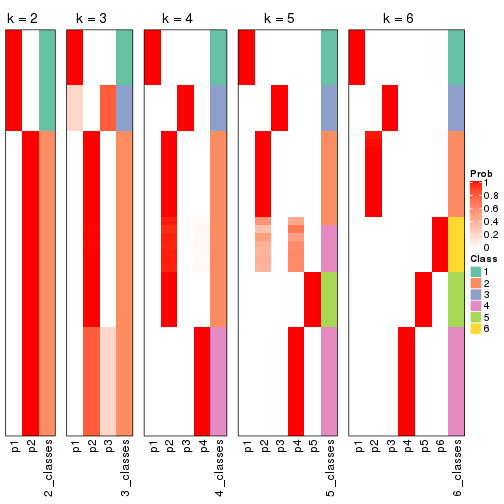 k = 2
k = 3
k = 4
k = 5
k = 6
Prob
1
0.8
0.6
0.4
0.2
0
Class
1
2
3
4
5
6
p1
p2
2_classes
p1
p2
p3
3_classes
p1
p2
p3
p4
4_classes
p1
p2
p3
p4
p5
5_classes
p1
p2
p3
p4
p5
p6
6_classes